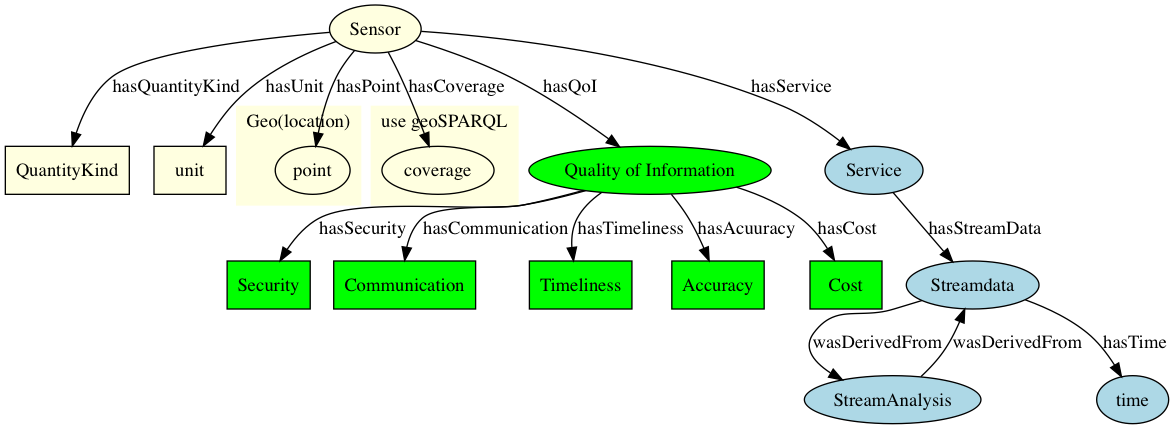 Sensor
hasQuantityKind
hasUnit
hasPoint
hasCoverage
hasQoI
hasService
Geo(location)
use geoSPARQL
QuantityKind
unit
point
coverage
Quality of Information
Service
hasSecurity
hasCommunication
hasTimeliness
hasAcuuracy
hasCost
hasStreamData
Security
Communication
Timeliness
Accuracy
Cost
Streamdata
wasDerivedFrom
wasDerivedFrom
hasTime
StreamAnalysis
time